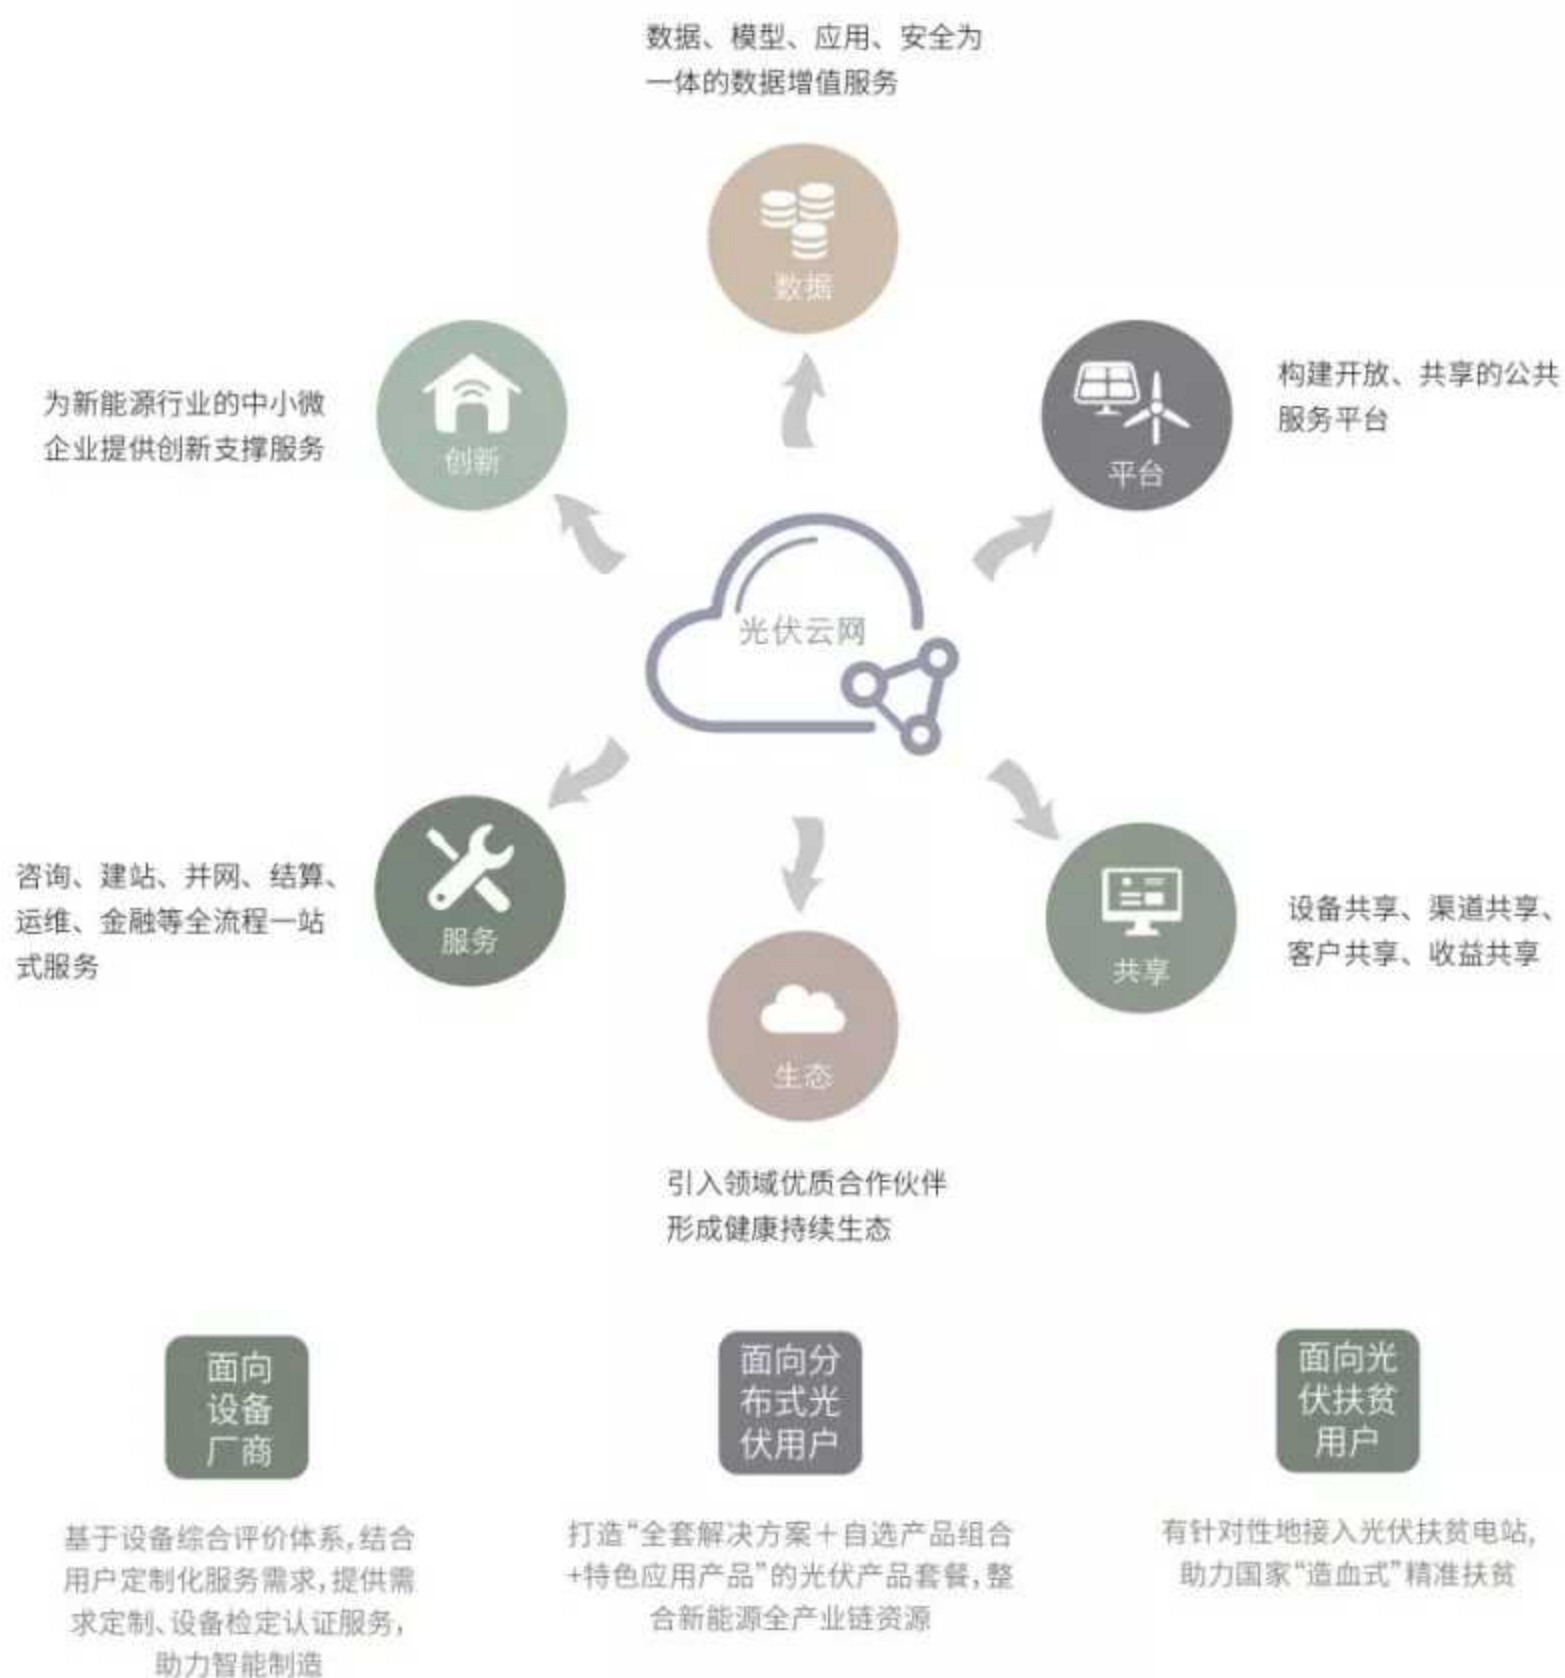 数据、模型、应用、安全为
一体的数据增值服务
数据
为新能源行业的中小微
企业提供创新支撑服务
创新
构建开放、共享的公共
服务平台
平台
光伏云网
咨询、建站、并网、结算、
运维、金融等全流程一站
式服务
服务
设备共享、渠道共享、
客户共享、收益共享
共享
生态
引入领域优质合作伙伴
形成健康持续生态
面向
设备
厂商
基于设备综合评价体系,结合
用户定制化服务需求,提供需
求定制、设备检定认证服务,
助力智能制造
面向分
布式光
伏用户
打造“全套解决方案＋自选产品组合
+特色应用产品”的光伏产品套餐,整
合新能源全产业链资源
面向光
伏扶贫
用户
有针对性地接入光伏扶贫电站,
助力国家“造血式”精准扶贫